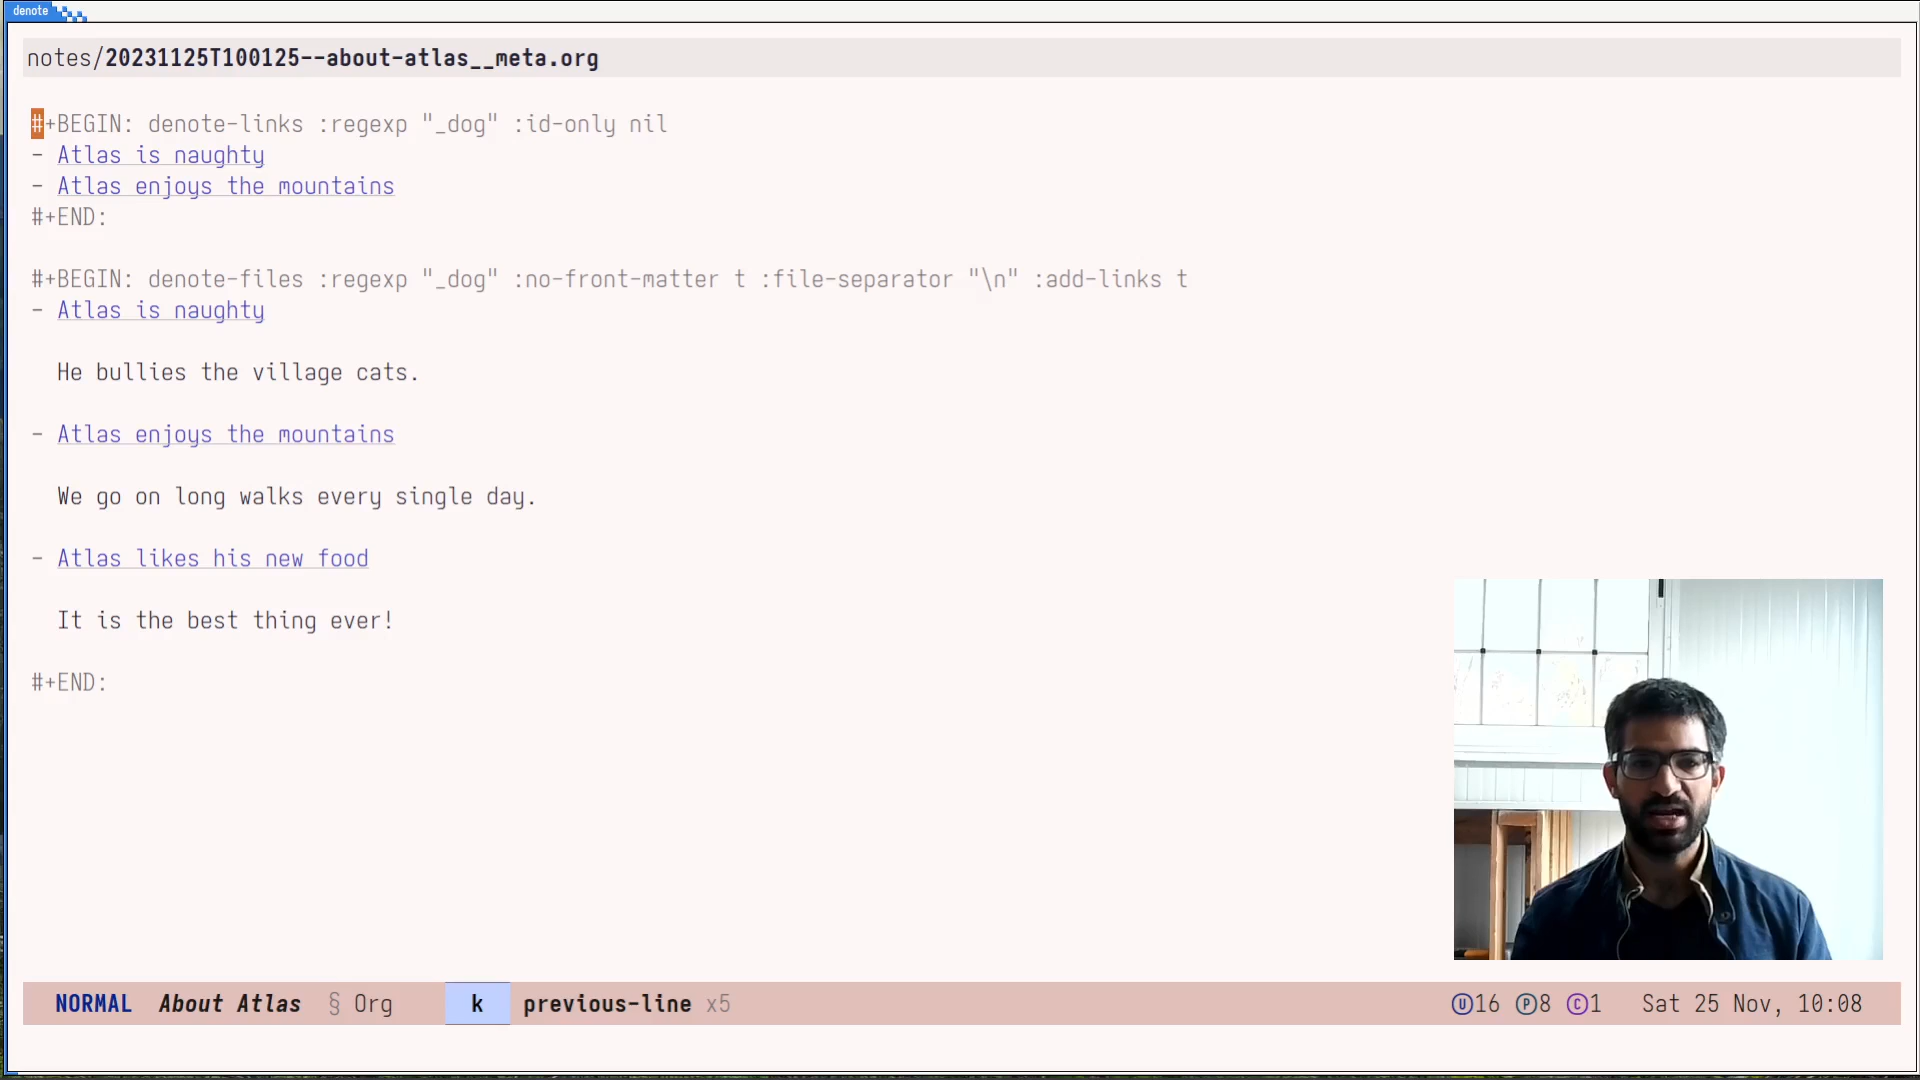 denote
notes/20231125T100125--about-atlas__meta.org
#+BEGIN: denote-links :regexp "_dog" :id-only nil
- Atlas is naughty
- Atlas enjoys the mountains
#+END:
#+BEGIN: denote-files :regexp "_dog" :no-front-matter t :file-separator "\n" :add-links t
- Atlas is naughty
He bullies the village cats.
- Atlas enjoys the mountains
We go on long walks every single day.
- Atlas likes his new food
It is the best thing ever!
#+END:
NORMAL About Atlas § Org k previous-line x5 Ⓤ16 Ⓟ8 Ⓒ1 Sat 25 Nov, 10:08